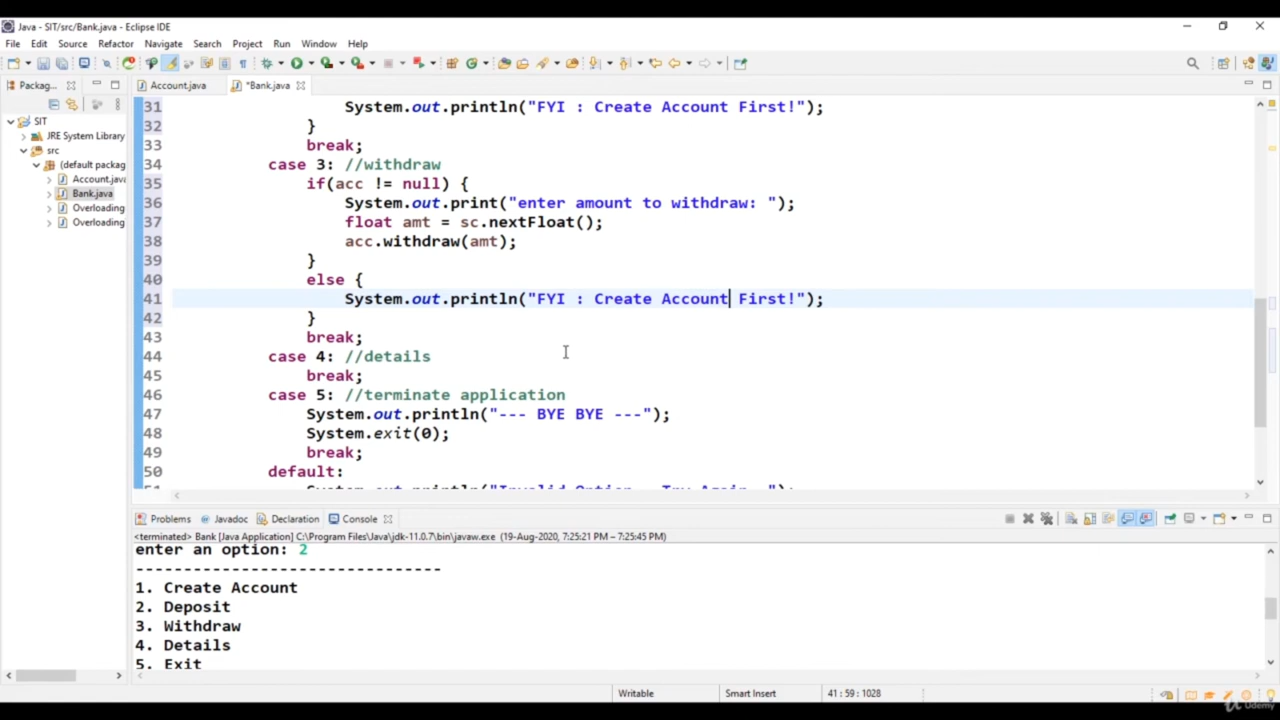 Java - SIT/src/Bank.java - Eclipse IDE
File Edit Source Refactor Navigate Search Project Run Window Help
Packag...
Account.java
*Bank.java
SIT
JRE System Library
src
(default packag
Account.java
Bank.java
Overloading
Overloading
31 System.out.println("FYI : Create Account First!");
32 }
33 break;
34 case 3: //withdraw
35 if(acc != null) {
36 System.out.print("enter amount to withdraw: ");
37 float amt = sc.nextFloat();
38 acc.withdraw(amt);
39 }
40 else {
41 System.out.println("FYI : Create Account First!");
42 }
43 break;
44 case 4: //details
45 break;
46 case 5: //terminate application
47 System.out.println("--- BYE BYE ---");
48 System.exit(0);
49 break;
50 default:
Problems Javadoc Declaration Console
<terminated> Bank [Java Application] C:\Program Files\Java\jdk-11.0.7\bin\javaw.exe (19-Aug-2020, 7:25:21 PM – 7:25:45 PM)
enter an option: 2
--------------------------------
1. Create Account
2. Deposit
3. Withdraw
4. Details
5. Exit
Writable Smart Insert 41 : 59 : 1028
Udemy